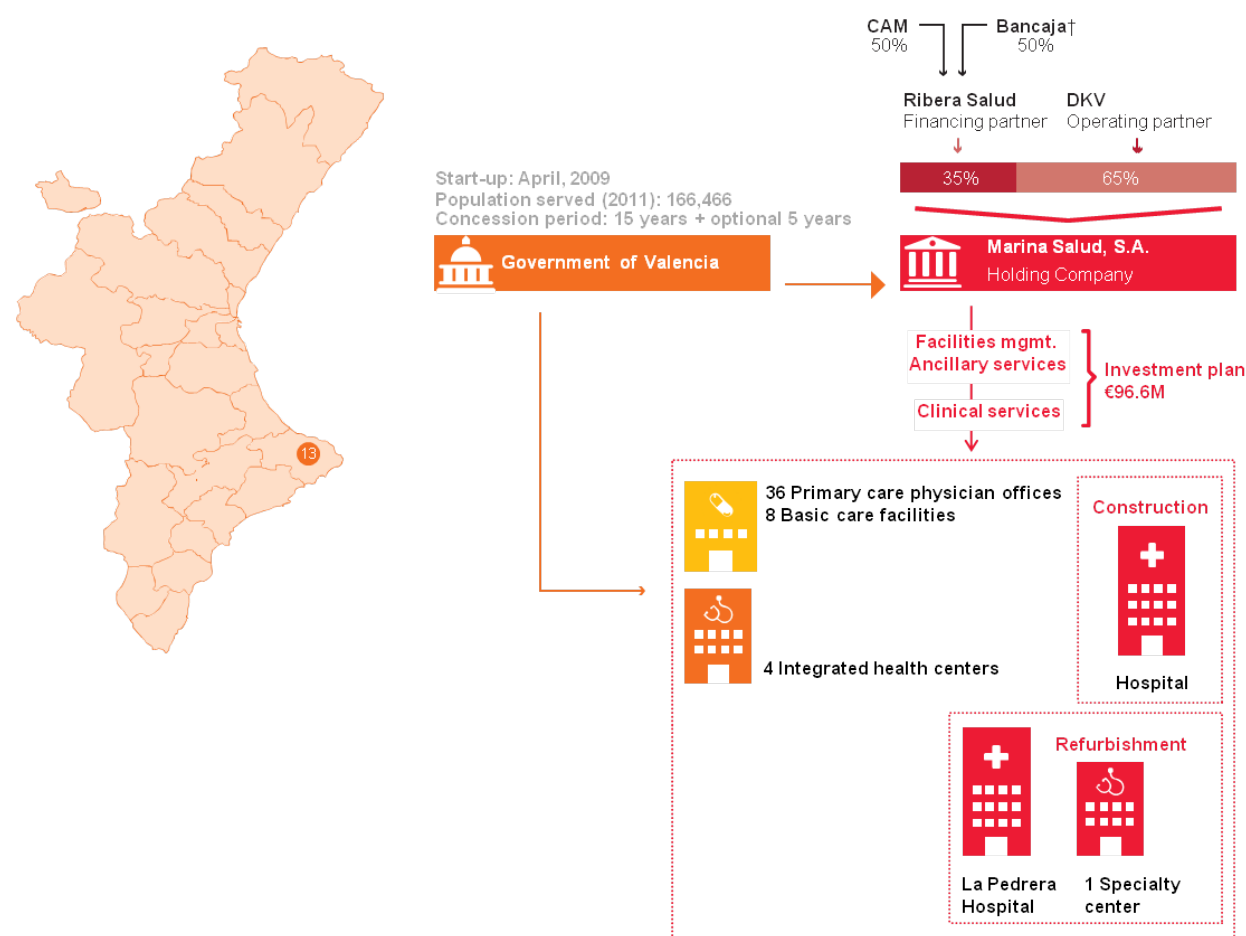 CAM
50%
Bancaja†
50%
Ribera Salud
Financing partner
DKV
Operating partner
35%
65%
Start-up: April, 2009
Population served (2011): 166,466
Concession period: 15 years + optional 5 years
Government of Valencia
Marina Salud, S.A.
Holding Company
Facilities mgmt.
Ancillary services
Clinical services
Investment plan
€96.6M
13
36 Primary care physician offices
8 Basic care facilities
4 Integrated health centers
Construction
Hospital
Refurbishment
La Pedrera
Hospital
1 Specialty
center